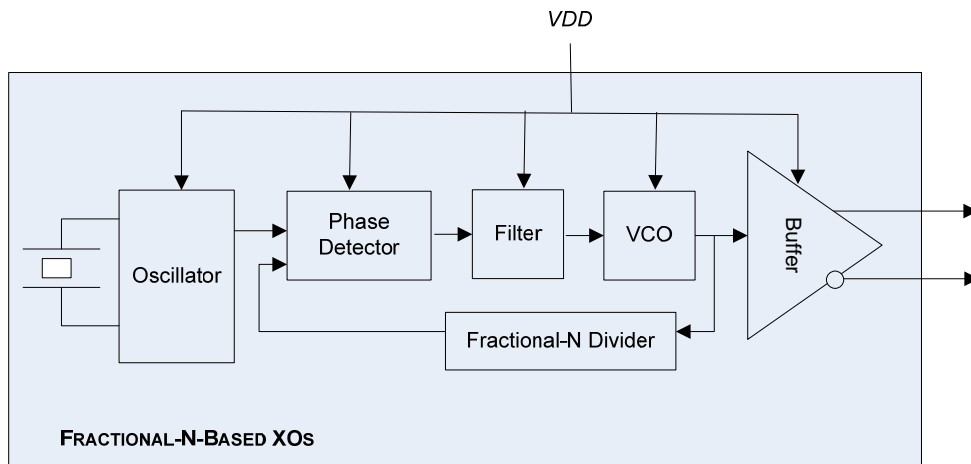 VDD
Oscillator
Phase
Detector
Filter
VCO
Buffer
Fractional-N Divider
FRACTIONAL-N-BASED XOS